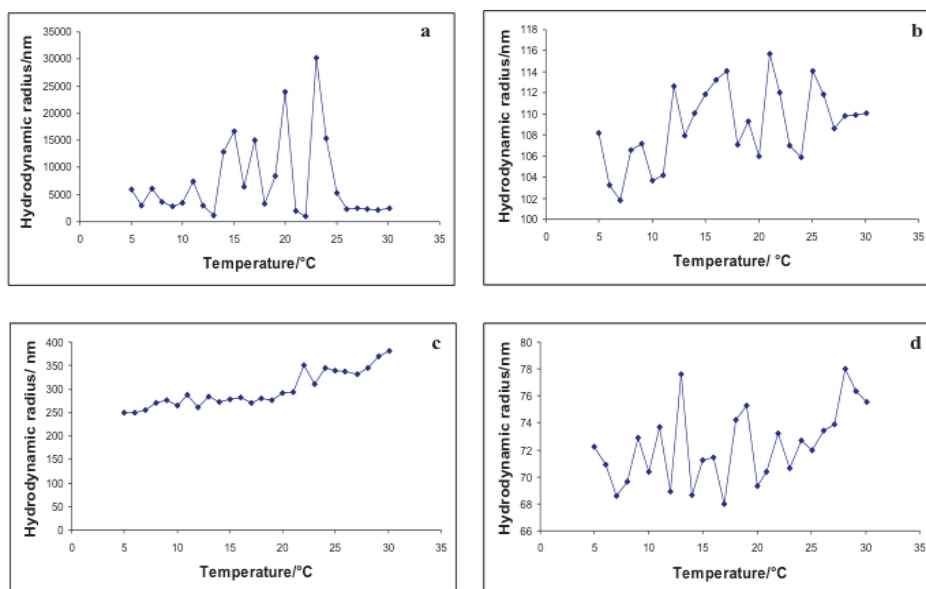 a
Hydrodynamic radius/nm
35000
30000
25000
20000
15000
10000
5000
0
0 5 10 15 20 25 30 35
Temperature/°C
b
Hydrodynamic radius/nm
118
116
114
112
110
108
106
104
102
100
0 5 10 15 20 25 30 35
Temperature/ °C
c
Hydrodynamic radius/ nm
400
350
300
250
200
150
100
50
0
0 5 10 15 20 25 30 35
Temperature/°C
d
Hydrodynamic radius/nm
80
78
76
74
72
70
68
66
0 5 10 15 20 25 30 35
Temperature/°C